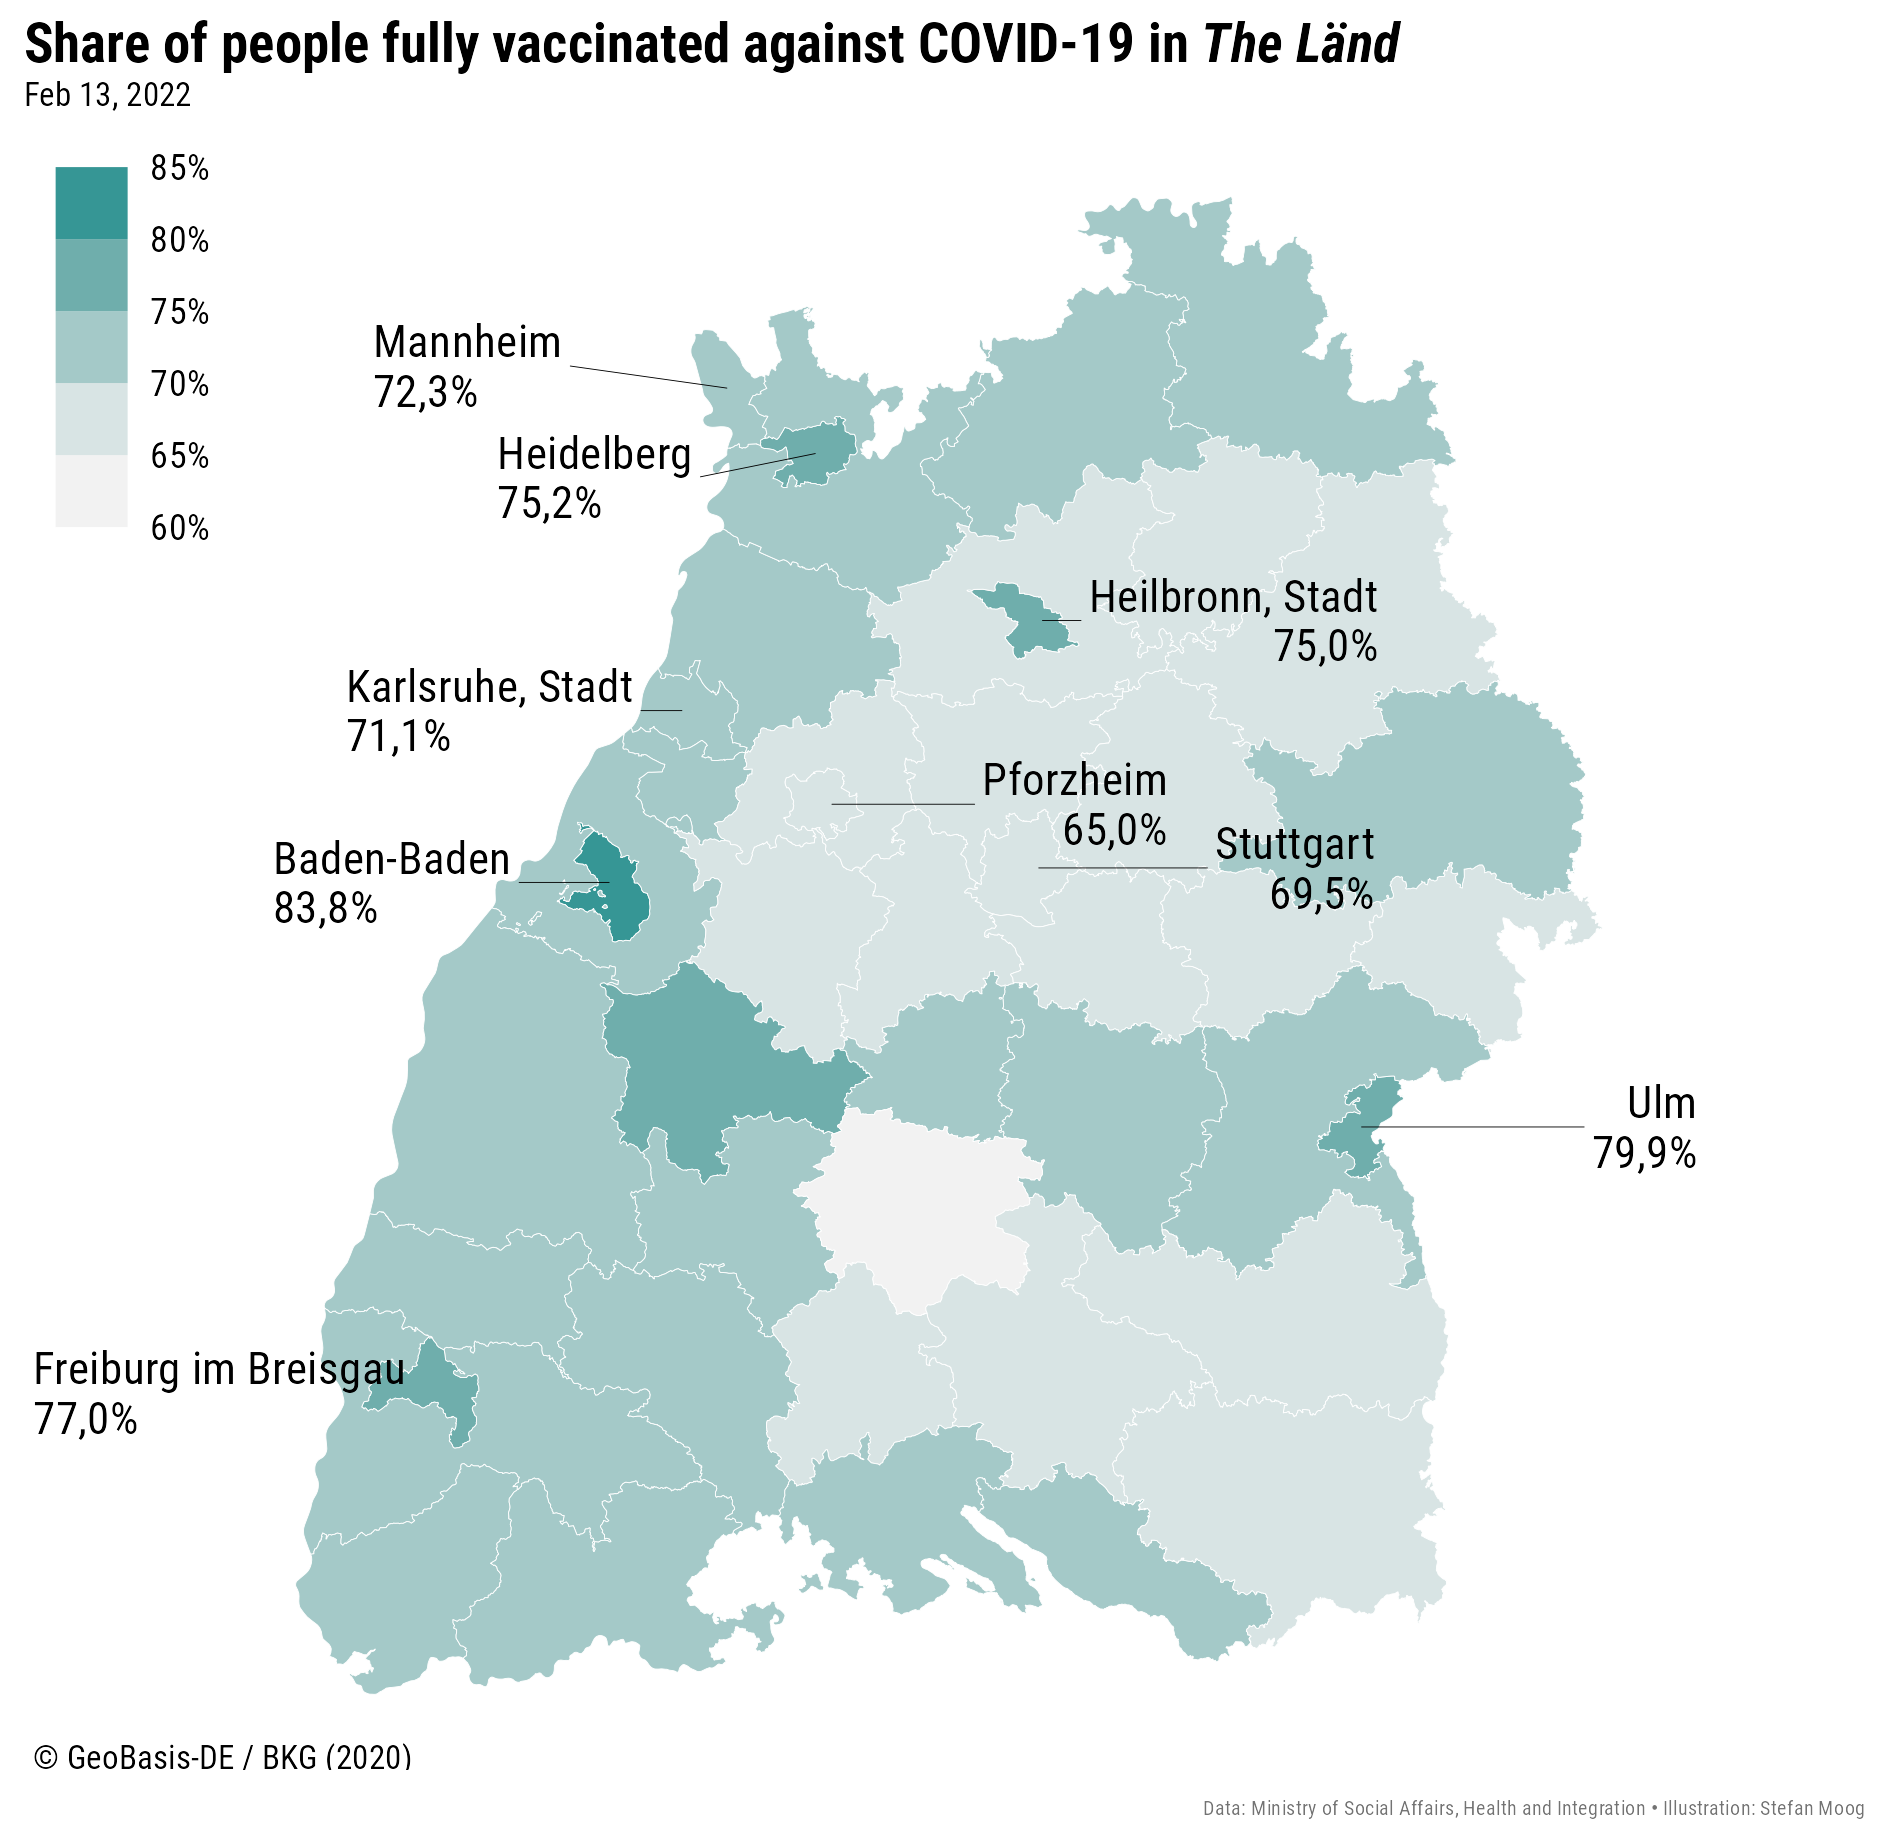 Share of people fully vaccinated against COVID-19 in The Länd
Feb 13, 2022
85%
80%
75%
70%
65%
60%
Mannheim
72,3%
Heidelberg
75,2%
Heilbronn, Stadt
75,0%
Karlsruhe, Stadt
71,1%
Pforzheim
65,0%
Stuttgart
69,5%
Baden-Baden
83,8%
Ulm
79,9%
Freiburg im Breisgau
77,0%
© GeoBasis-DE / BKG (2020)
Data: Ministry of Social Affairs, Health and Integration • Illustration: Stefan Moog